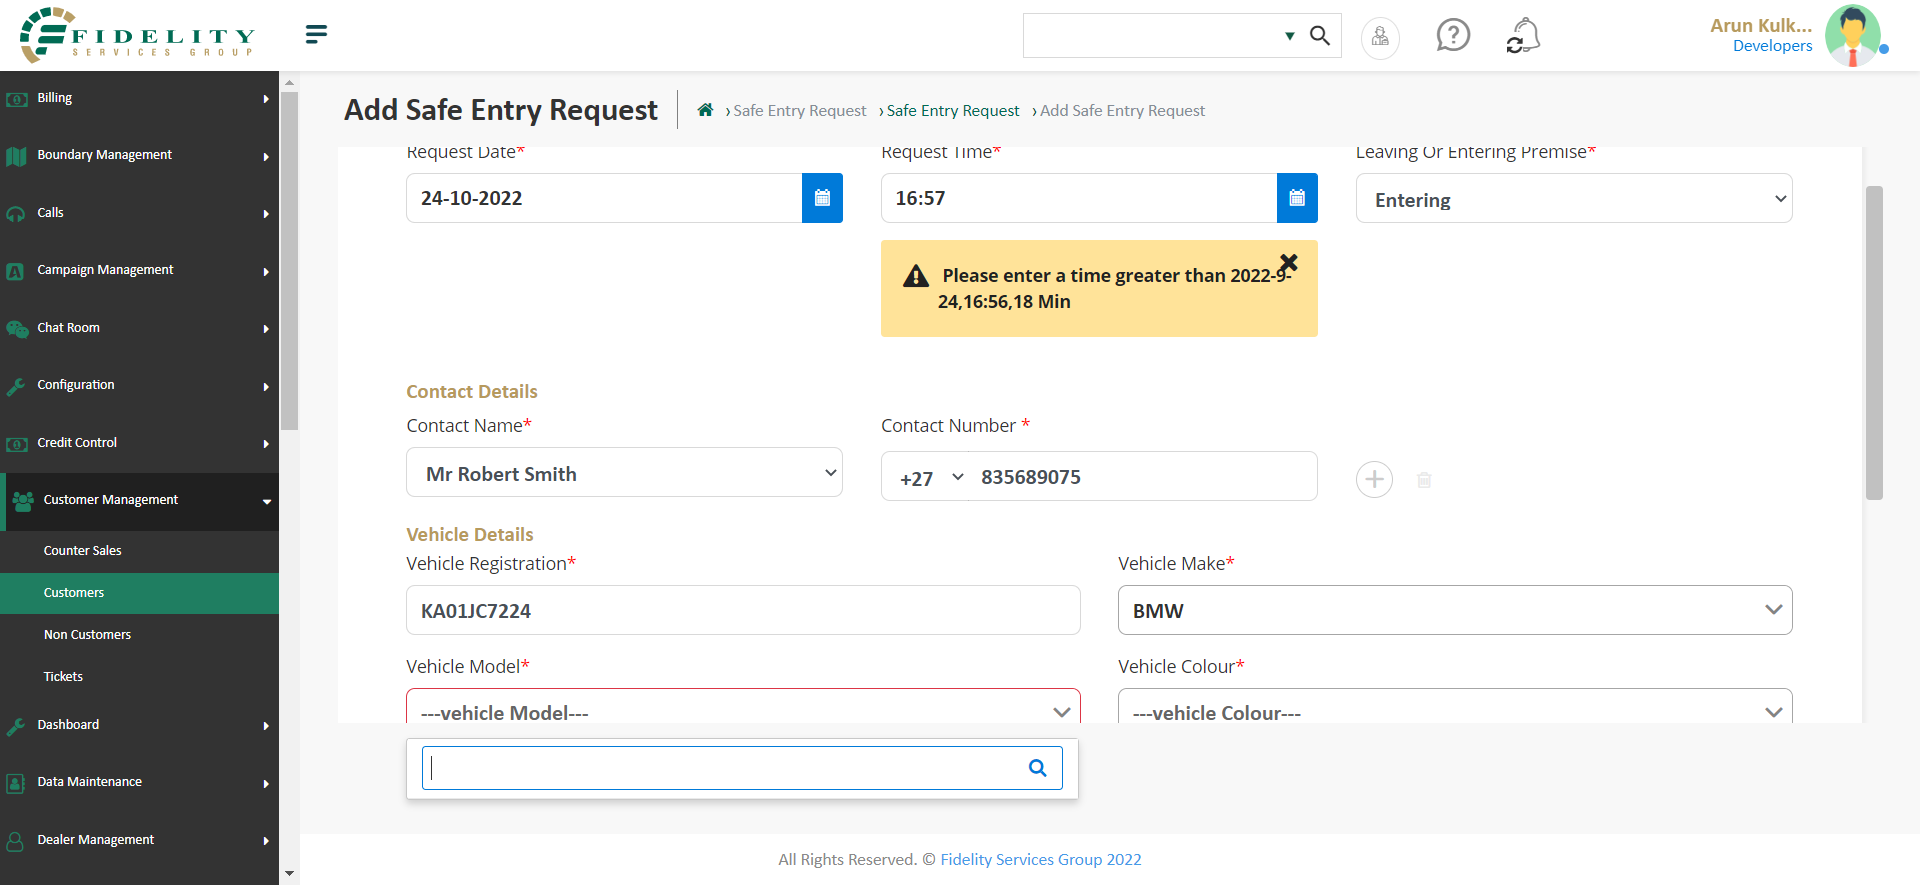 FIDELITY
SERVICES GROUP
Arun Kulk...
Developers
Billing
Boundary Management
Calls
Campaign Management
Chat Room
Configuration
Credit Control
Customer Management
Counter Sales
Customers
Non Customers
Tickets
Dashboard
Data Maintenance
Dealer Management
Add Safe Entry Request
› Safe Entry Request › Safe Entry Request › Add Safe Entry Request
Request Date* Request Time* Leaving Or Entering Premise*
24-10-2022 16:57 Entering
Please enter a time greater than 2022-9-
24,16:56,18 Min
Contact Details
Contact Name* Contact Number *
Mr Robert Smith +27 835689075
Vehicle Details
Vehicle Registration* Vehicle Make*
KA01JC7224 BMW
Vehicle Model* Vehicle Colour*
---vehicle Model--- ---vehicle Colour---
All Rights Reserved. © Fidelity Services Group 2022